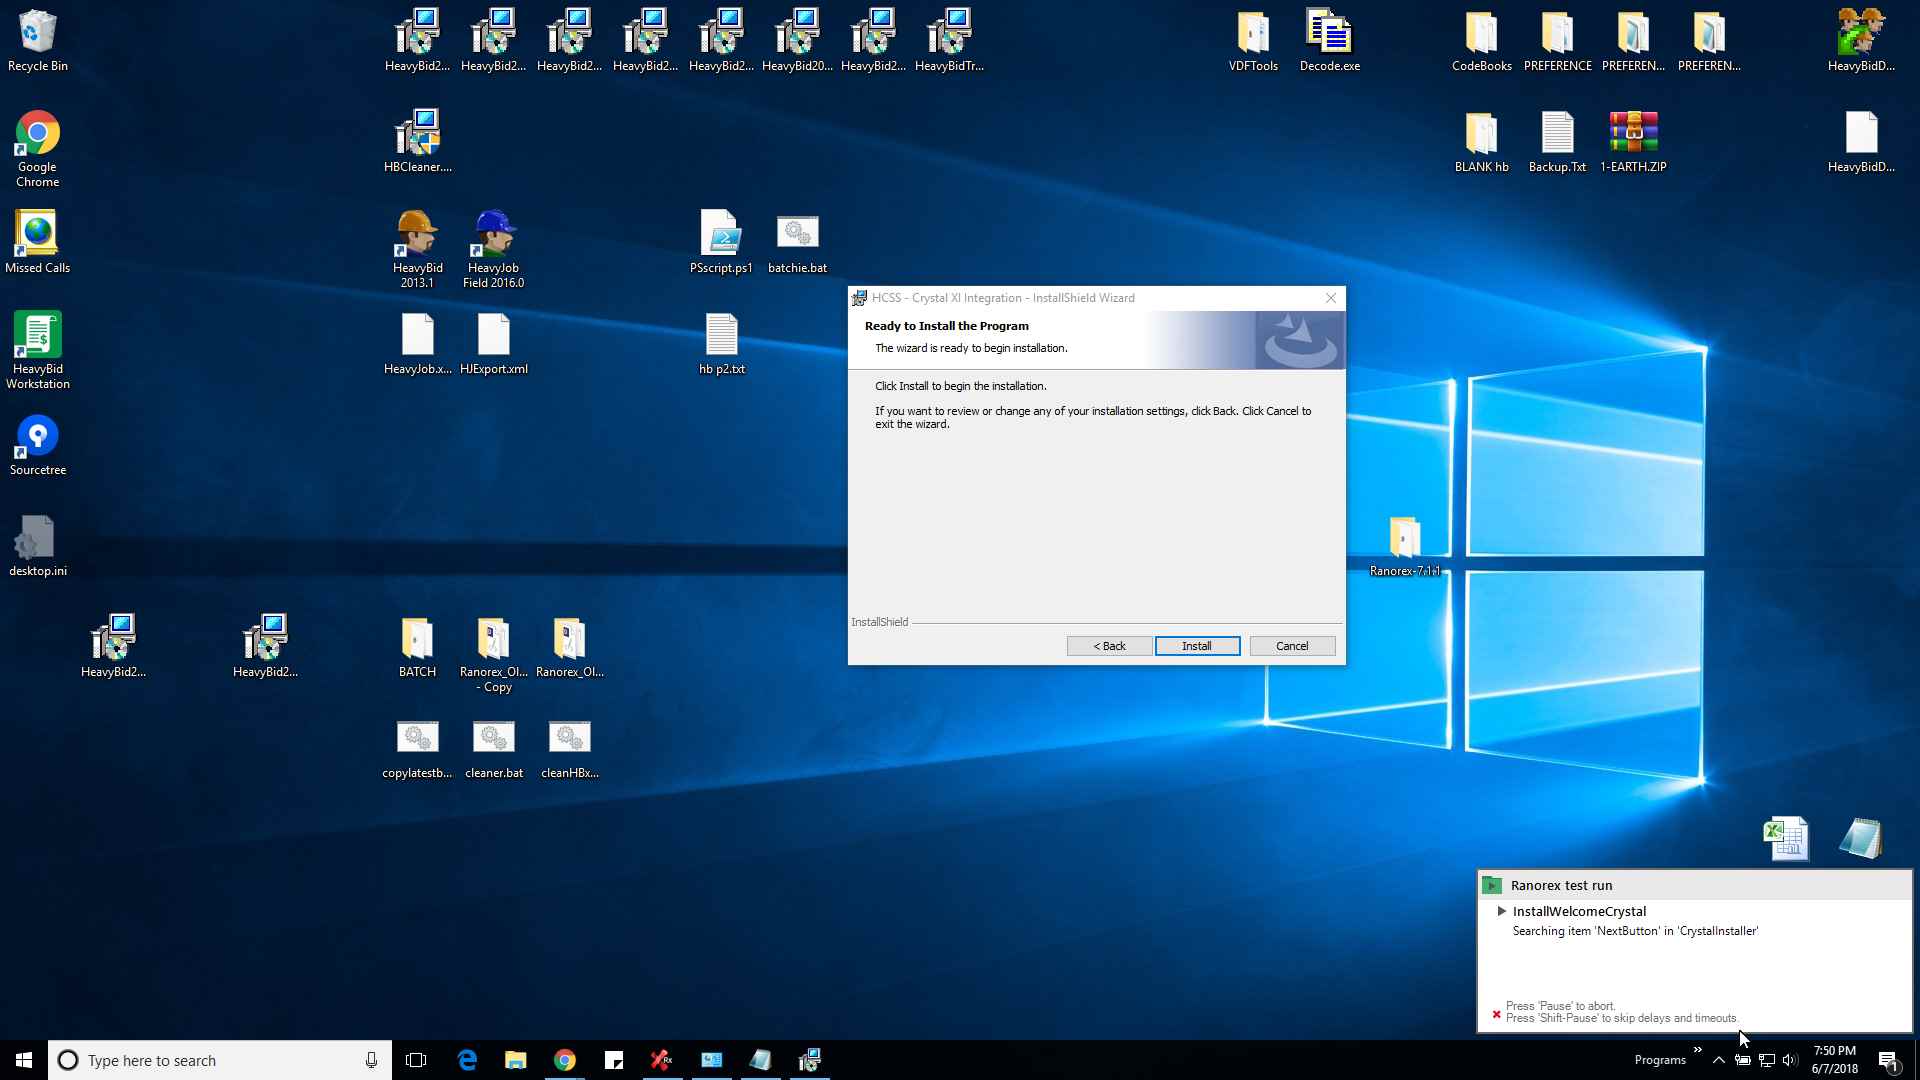 HeavyBid2...
HeavyBid2...
HeavyBid2...
HeavyBid2...
HeavyBid2...
HeavyBid20...
HeavyBid2...
HeavyBidTr...
VDFTools
Decode.exe
CodeBooks
PREFERENCE
PREFEREN...
PREFEREN...
HeavyBidD...
Recycle Bin
Google
Chrome
HBCleaner....
BLANK hb
Backup.Txt
1-EARTH.ZIP
HeavyBidD...
Missed Calls
HeavyBid
2013.1
HeavyJob
Field 2016.0
PSscript.ps1
batchie.bat
HeavyBid
Workstation
HeavyJob.x...
HJExport.xml
hb p2.txt
HCSS - Crystal XI Integration - InstallShield Wizard
Ready to Install the Program
The wizard is ready to begin installation.
Click Install to begin the installation.
If you want to review or change any of your installation settings, click Back. Click Cancel to
exit the wizard.
InstallShield
< Back
Install
Cancel
Sourcetree
desktop.ini
Ranorex-7.1.1
HeavyBid2...
HeavyBid2...
BATCH
Ranorex_Ol...
- Copy
Ranorex_Ol...
copylatestb...
cleaner.bat
cleanHBx...
Ranorex test run
InstallWelcomeCrystal
Searching item 'NextButton' in 'CrystalInstaller'
Press 'Pause' to abort.
Press 'Shift-Pause' to skip delays and timeouts.
Type here to search
Rx
Programs
»
7:50 PM
6/7/2018
1